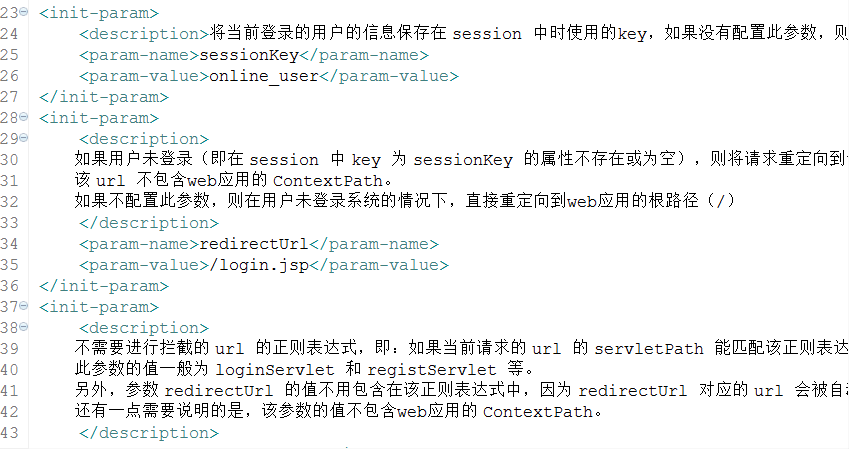 23 <init-param>
24 <description>将当前登录的用户的信息保存在 session 中时使用的key，如果没有配置此参数，则
25 <param-name>sessionKey</param-name>
26 <param-value>online_user</param-value>
27 </init-param>
28 <init-param>
29 <description>
30 如果用户未登录（即在 session 中 key 为 sessionKey 的属性不存在或为空），则将请求重定向到
31 该 url 不包含web应用的 ContextPath。
32 如果不配置此参数，则在用户未登录系统的情况下，直接重定向到web应用的根路径（/）
33 </description>
34 <param-name>redirectUrl</param-name>
35 <param-value>/login.jsp</param-value>
36 </init-param>
37 <init-param>
38 <description>
39 不需要进行拦截的 url 的正则表达式，即：如果当前请求的 url 的 servletPath 能匹配该正则表达
40 此参数的值一般为 loginServlet 和 registServlet 等。
41 另外，参数 redirectUrl 的值不用包含在该正则表达式中，因为 redirectUrl 对应的 url 会被自
42 还有一点需要说明的是，该参数的值不包含web应用的 ContextPath。
43 </description>